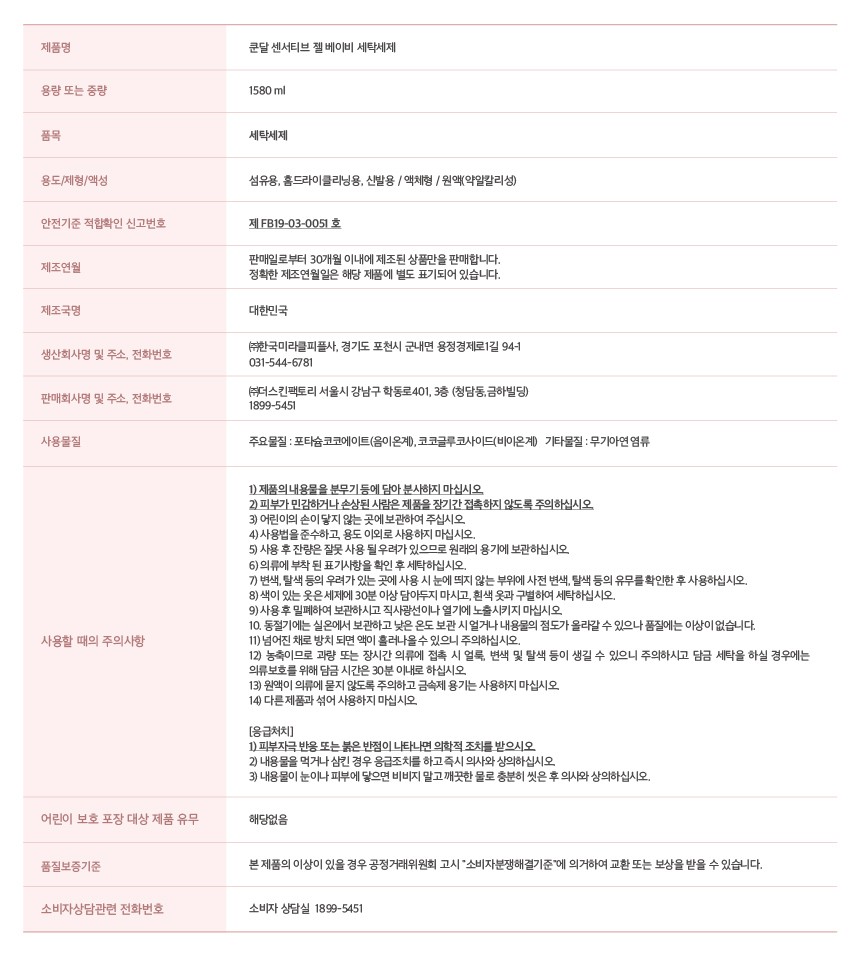 제품명
쿤달 센서티브 젤 베이비 세탁세제
용량 또는 중량
1580 ml
품목
세탁세제
용도/제형/액성
섬유용, 홈드라이클리닝용, 신발용 / 액체형 / 원액(약알칼리성)
안전기준 적합확인 신고번호
제 FB19-03-0051 호
제조연월
판매일로부터 30개월 이내에 제조된 상품만을 판매합니다.
정확한 제조연월일은 해당 제품에 별도 표기되어 있습니다.
제조국명
대한민국
생산회사명 및 주소, 전화번호
㈜한국미라클피플사, 경기도 포천시 군내면 용정경제로1길 94-1
031-544-6781
판매회사명 및 주소, 전화번호
㈜더스킨팩토리 서울시 강남구 학동로401, 3층 (청담동,금하빌딩)
1899-5451
사용물질
주요물질 : 포타슘코코에이트(음이온계), 코코글루코사이드(비이온계) 기타물질 : 무기아연 염류
사용할 때의 주의사항
1) 제품의 내용물을 분무기 등에 담아 분사하지 마십시오.
2) 피부가 민감하거나 손상된 사람은 제품을 장기간 접촉하지 않도록 주의하십시오.
3) 어린이의 손이 닿지 않는 곳에 보관하여 주십시오.
4) 사용법을 준수하고, 용도 이외로 사용하지 마십시오.
5) 사용 후 잔량은 잘못 사용 될 우려가 있으므로 원래의 용기에 보관하십시오.
6) 의류에 부착 된 표기사항을 확인 후 세탁하십시오.
7) 변색, 탈색 등의 우려가 있는 곳에 사용 시 눈에 띄지 않는 부위에 사전 변색, 탈색 등의 유무를 확인한 후 사용하십시오.
8) 색이 있는 옷은 세제에 30분 이상 담아두지 마시고, 흰색 옷과 구별하여 세탁하십시오.
9) 사용 후 밀폐하여 보관하시고 직사광선이나 열기에 노출시키지 마십시오.
10. 동절기에는 실온에서 보관하고 낮은 온도 보관 시 얼거나 내용물의 점도가 올라갈 수 있으나 품질에는 이상이 없습니다.
11) 넘어진 채로 방치 되면 액이 흘러나올 수 있으니 주의하십시오.
12) 농축이므로 과량 또는 장시간 의류에 접촉 시 얼룩, 변색 및 탈색 등이 생길 수 있으니 주의하시고 담금 세탁을 하실 경우에는
의류보호를 위해 담금 시간은 30분 이내로 하십시오.
13) 원액이 의류에 묻지 않도록 주의하고 금속제 용기는 사용하지 마십시오.
14) 다른 제품과 섞어 사용하지 마십시오.
[응급처치]
1) 피부자극 반응 또는 붉은 반점이 나타나면 의학적 조치를 받으시오.
2) 내용물을 먹거나 삼킨 경우 응급조치를 하고 즉시 의사와 상의하십시오.
3) 내용물이 눈이나 피부에 닿으면 비비지 말고 깨끗한 물로 충분히 씻은 후 의사와 상의하십시오.
어린이 보호 포장 대상 제품 유무
해당없음
품질보증기준
본 제품의 이상이 있을 경우 공정거래위원회 고시 "소비자분쟁해결기준"에 의거하여 교환 또는 보상을 받을 수 있습니다.
소비자상담관련 전화번호
소비자 상담실 1899-5451